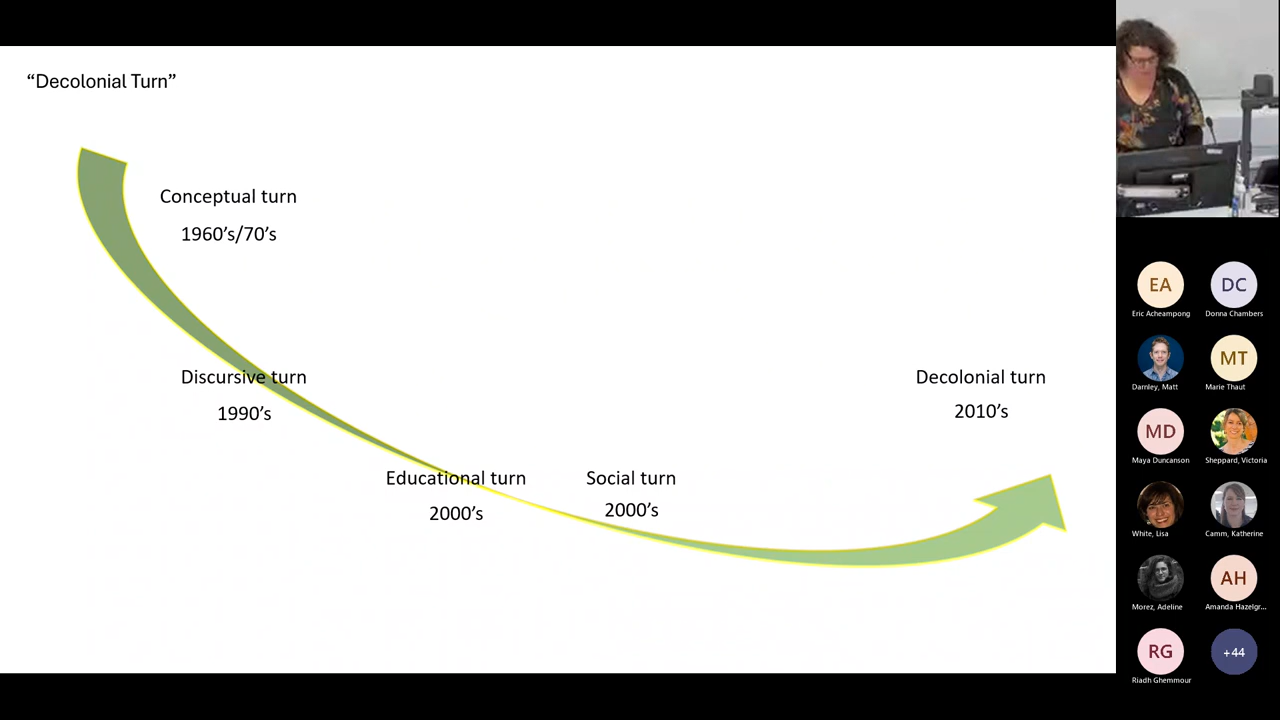 “Decolonial Turn”
Conceptual turn
1960’s/70’s
Discursive turn
1990’s
Educational turn
2000’s
Social turn
2000’s
Decolonial turn
2010’s
EA
Eric Acheampong
DC
Donna Chambers
Darnley, Matt
MT
Marie Thaut
MD
Maya Duncanson
Sheppard, Victoria
White, Lisa
Camm, Katherine
Morez, Adeline
AH
Amanda Hazelgr...
RG
Riadh Ghemmour
+44